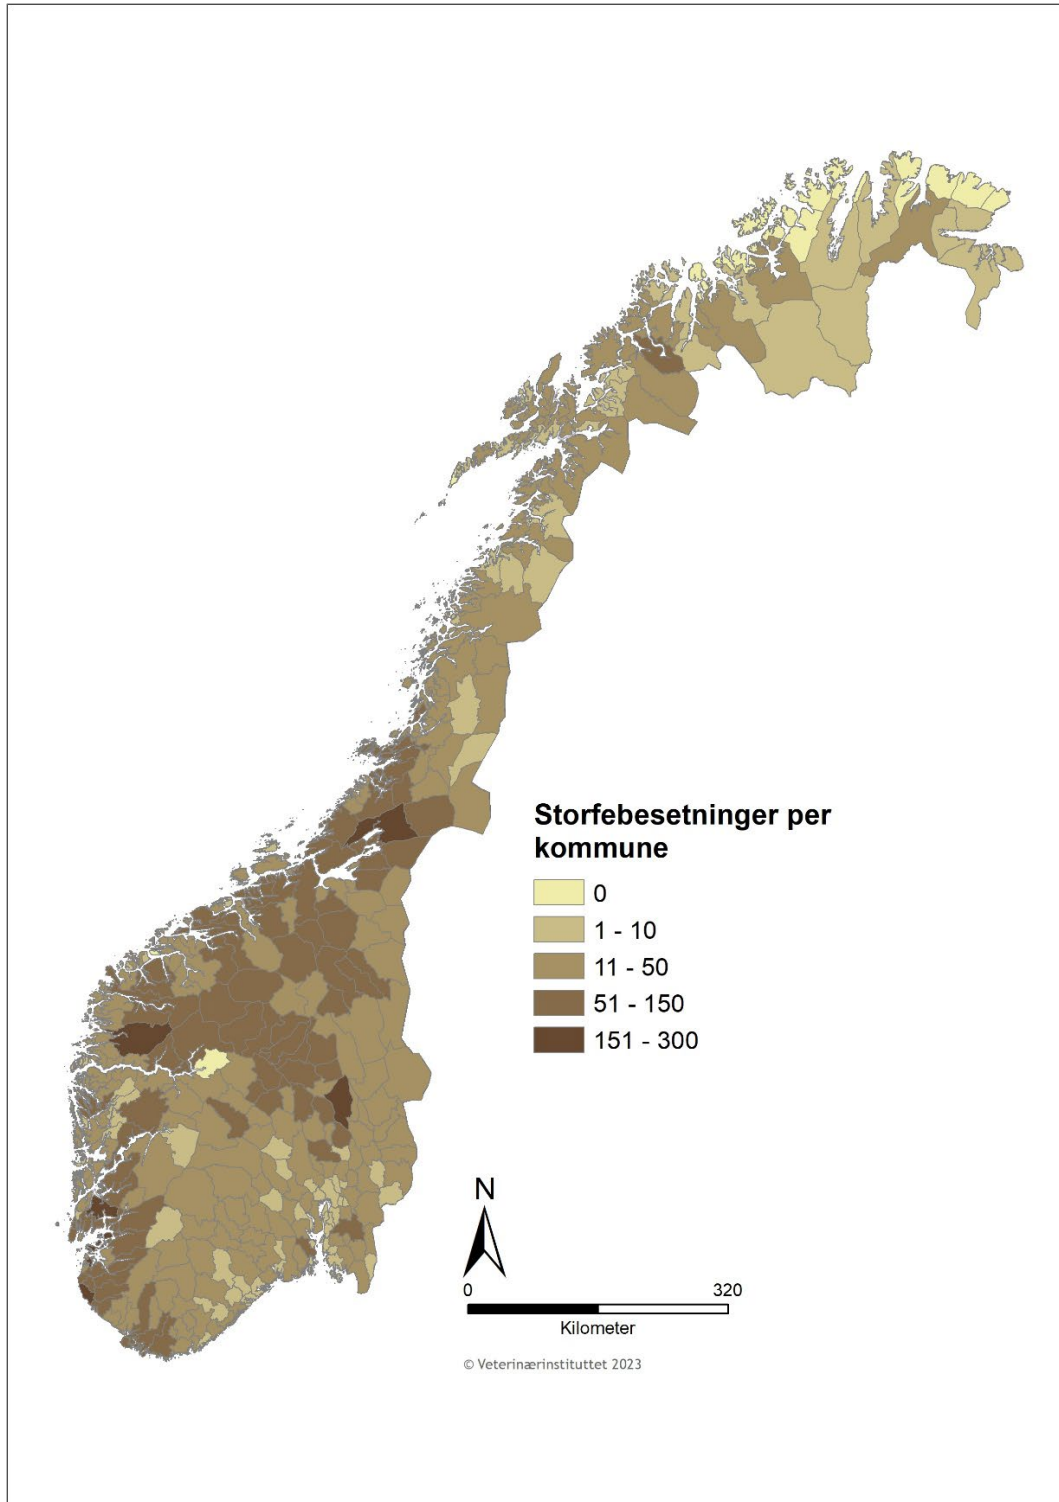 Storfebesetninger per
kommune
0
1 - 10
11 - 50
51 - 150
151 - 300
N
0 320
Kilometer
© Veterinærinstituttet 2023